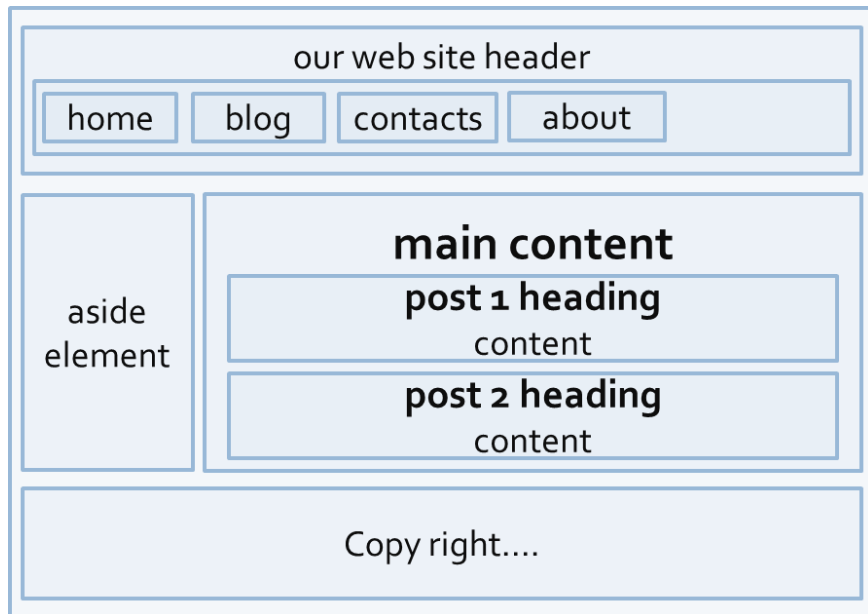 our web site header
home blog contacts about
aside
element
main content
post 1 heading
content
post 2 heading
content
Copy right....